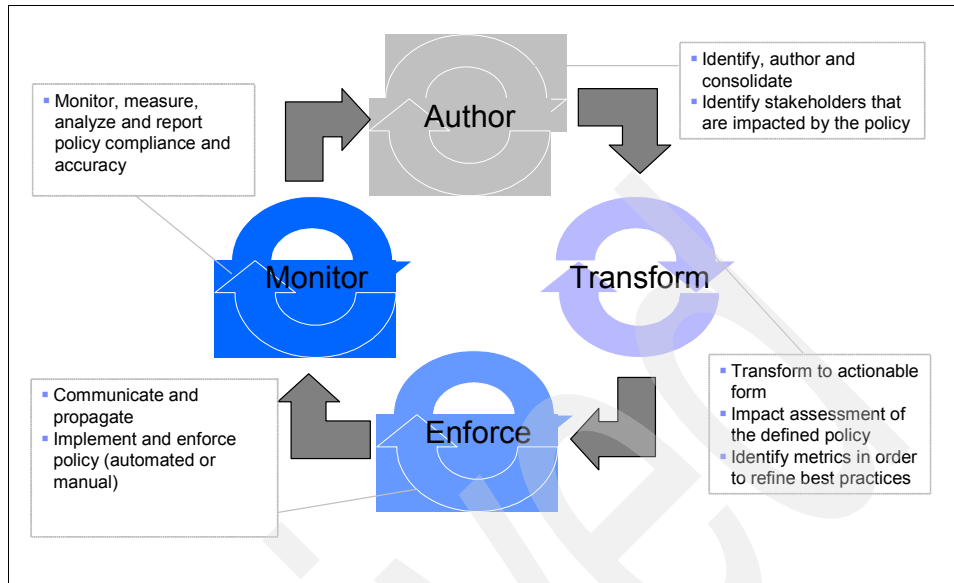 Author
Identify, author and
consolidate
Identify stakeholders that
are impacted by the policy
Monitor, measure,
analyze and report
policy compliance and
accuracy
Monitor
Transform
Transform to actionable
form
Impact assessment of
the defined policy
Identify metrics in order
to refine best practices
Communicate and
propagate
Implement and enforce
policy (automated or
manual)
Enforce